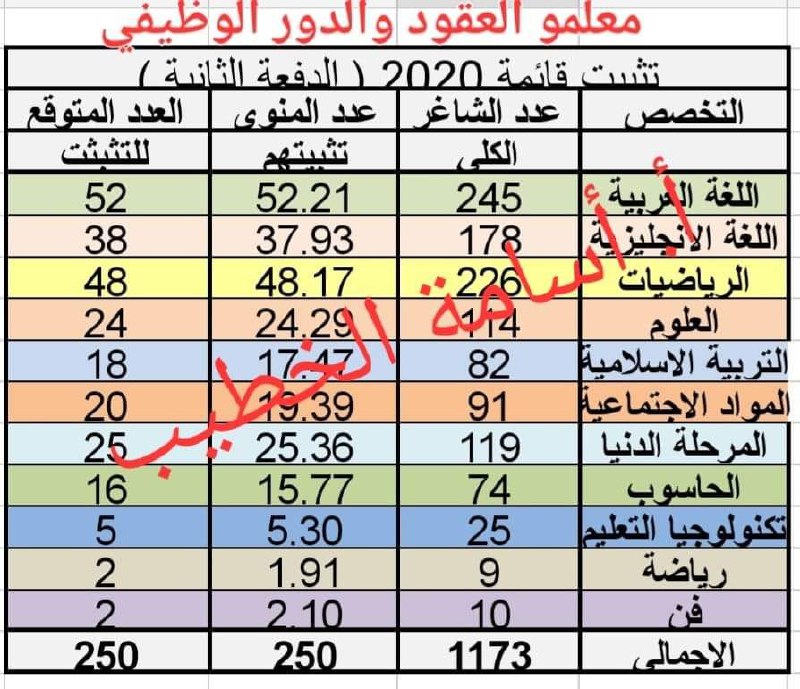 معلمو العقود والدور الوظيفي
تثبيت قائمة 2020 ( الدفعة الثانية )
التخصص عدد الشاغر الكلي عدد المنوى تثبيتهم العدد المتوقع للتثبثت
اللغة العربية 245 52.21 52
اللغة الانجليزية 178 37.93 38
الرياضيات 226 48.17 48
العلوم 114 24.29 24
التربية الاسلامية 82 17.47 18
المواد الاجتماعية 91 19.39 20
المرحلة الدنيا 119 25.36 25
الحاسوب 74 15.77 16
تكنولوجيا التعليم 25 5.30 5
رياضة 9 1.91 2
فن 10 2.10 2
الاجمالي 1173 250 250
أ. أسامة الخطيب